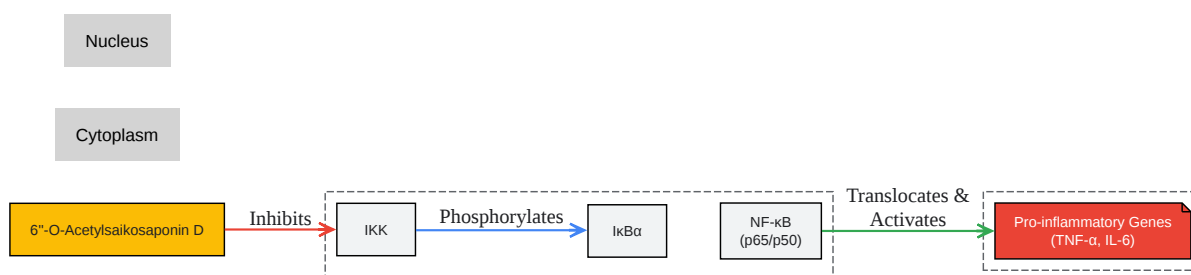 Nucleus
Cytoplasm
6"-O-Acetylsaikosaponin D
Inhibits
IKK
Phosphorylates
IκBα
NF-κB
(p65/p50)
Translocates &
Activates
Pro-inflammatory Genes
(TNF-α, IL-6)